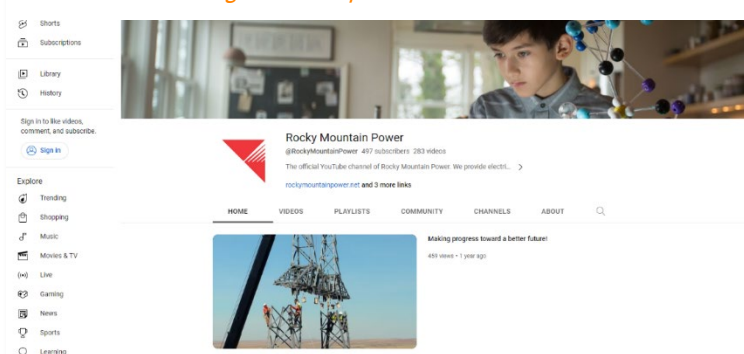 Shorts
Subscriptions
Library
History
Sign in to like videos,
comment, and subscribe.
Sign in
Explore
Trending
Shopping
Music
Movies & TV
Live
Gaming
News
Sports
Learning
Rocky Mountain Power
@RockyMountainPower 497 subscribers 283 videos
The official YouTube channel of Rocky Mountain Power. We provide electri...
rockymountainpower.net and 3 more links
HOME VIDEOS PLAYLISTS COMMUNITY CHANNELS ABOUT
Making progress toward a better future!
459 views • 1 year ago